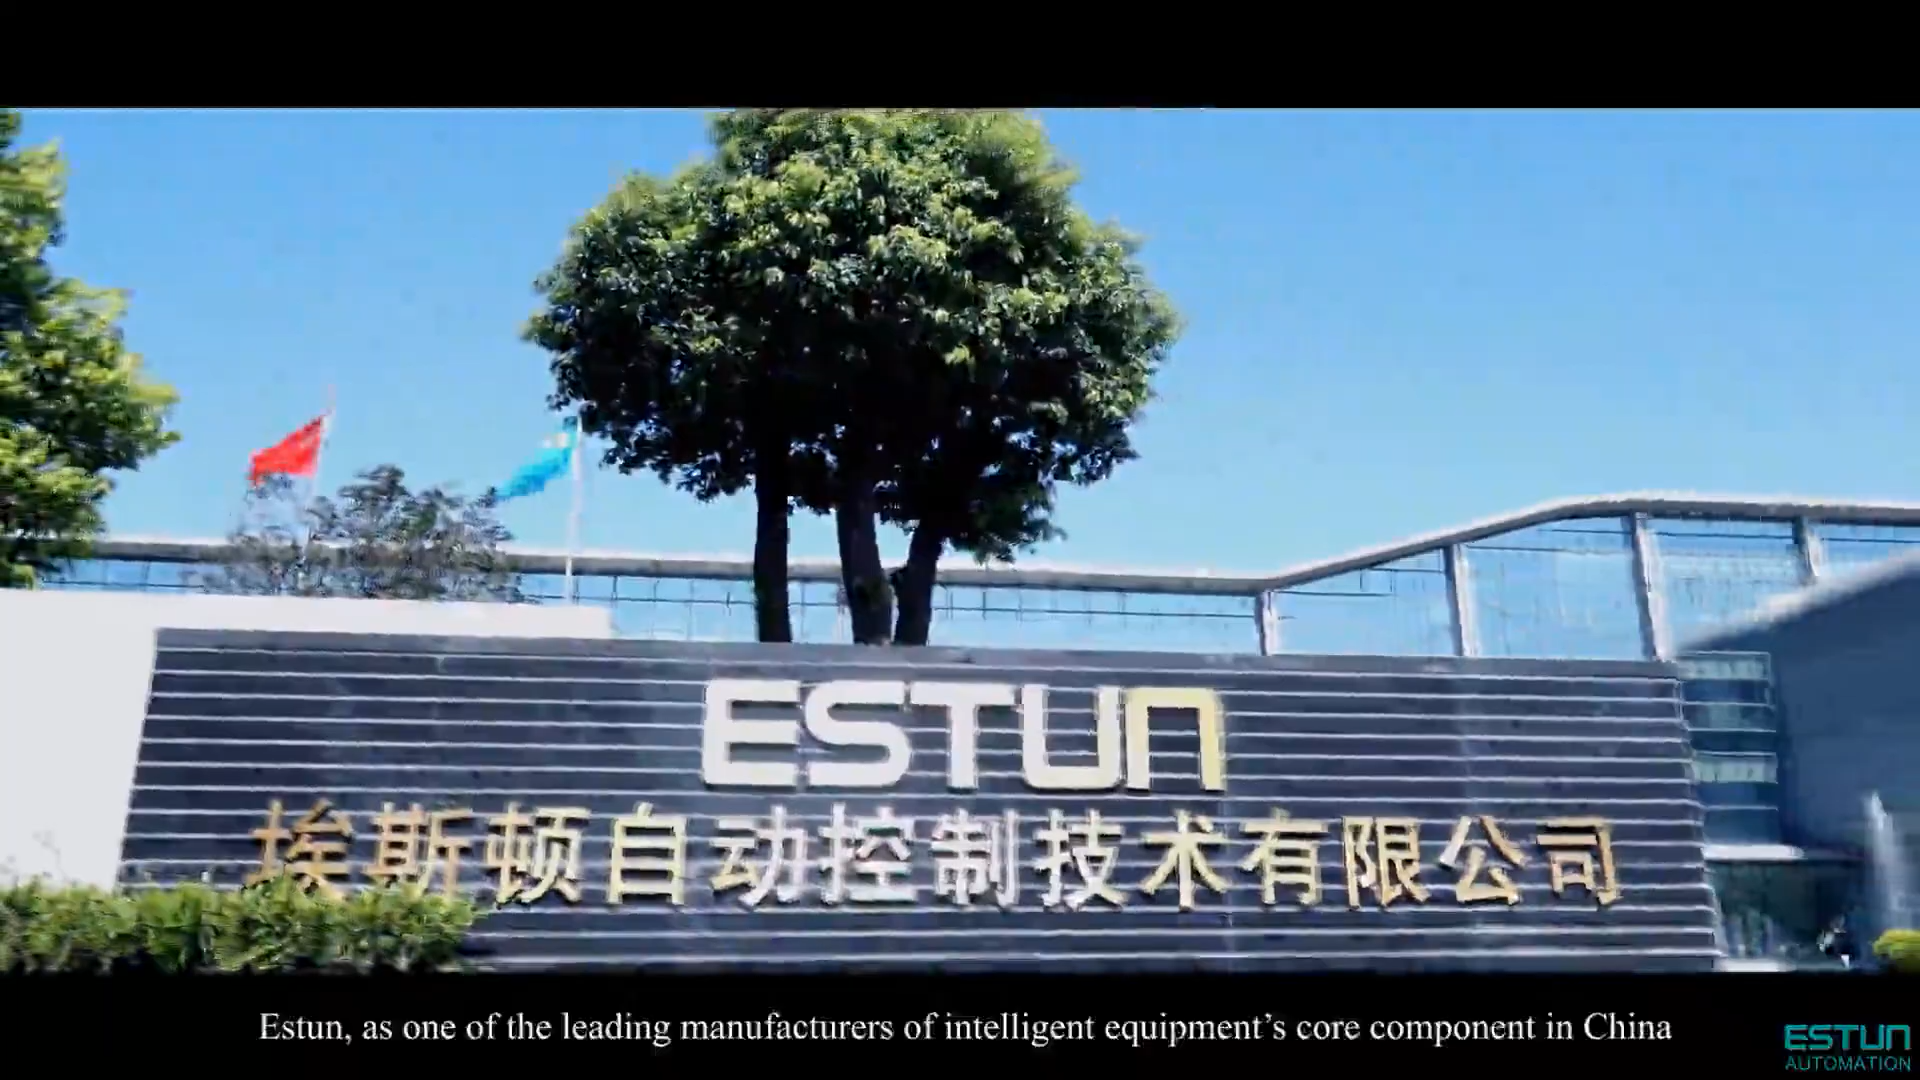 ESTUN
埃斯顿自动控制技术有限公司
Estun, as one of the leading manufacturers of intelligent equipment’s core component in China
ESTUN
AUTOMATION